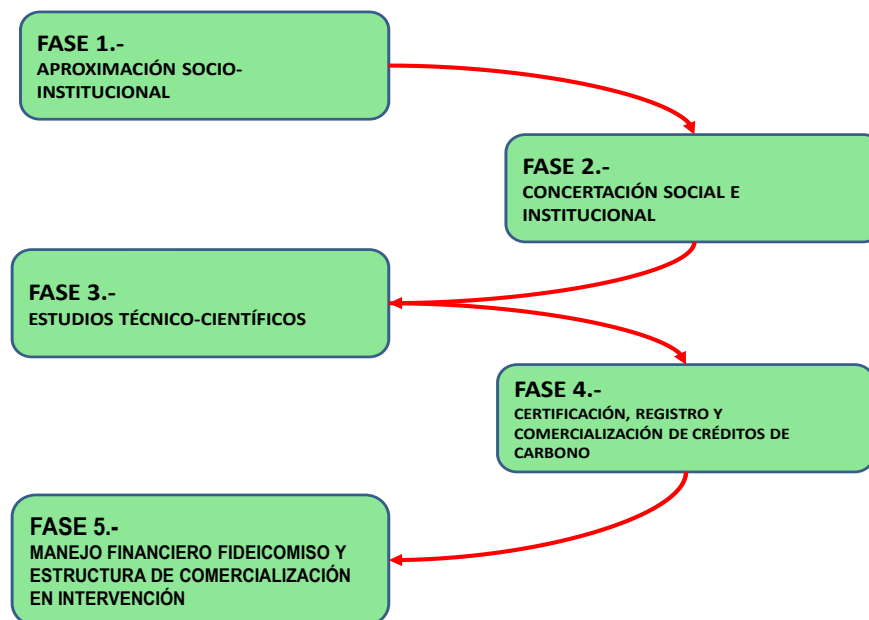 FASE 1.-
APROXIMACIÓN SOCIO-
INSTITUCIONAL
FASE 2.-
CONCERTACIÓN SOCIAL E
INSTITUCIONAL
FASE 3.-
ESTUDIOS TÉCNICO-CIENTÍFICOS
FASE 4.-
CERTIFICACIÓN, REGISTRO Y
COMERCIALIZACIÓN DE CRÉDITOS DE
CARBONO
FASE 5.-
MANEJO FINANCIERO FIDEICOMISO Y
ESTRUCTURA DE COMERCIALIZACIÓN
EN INTERVENCIÓN